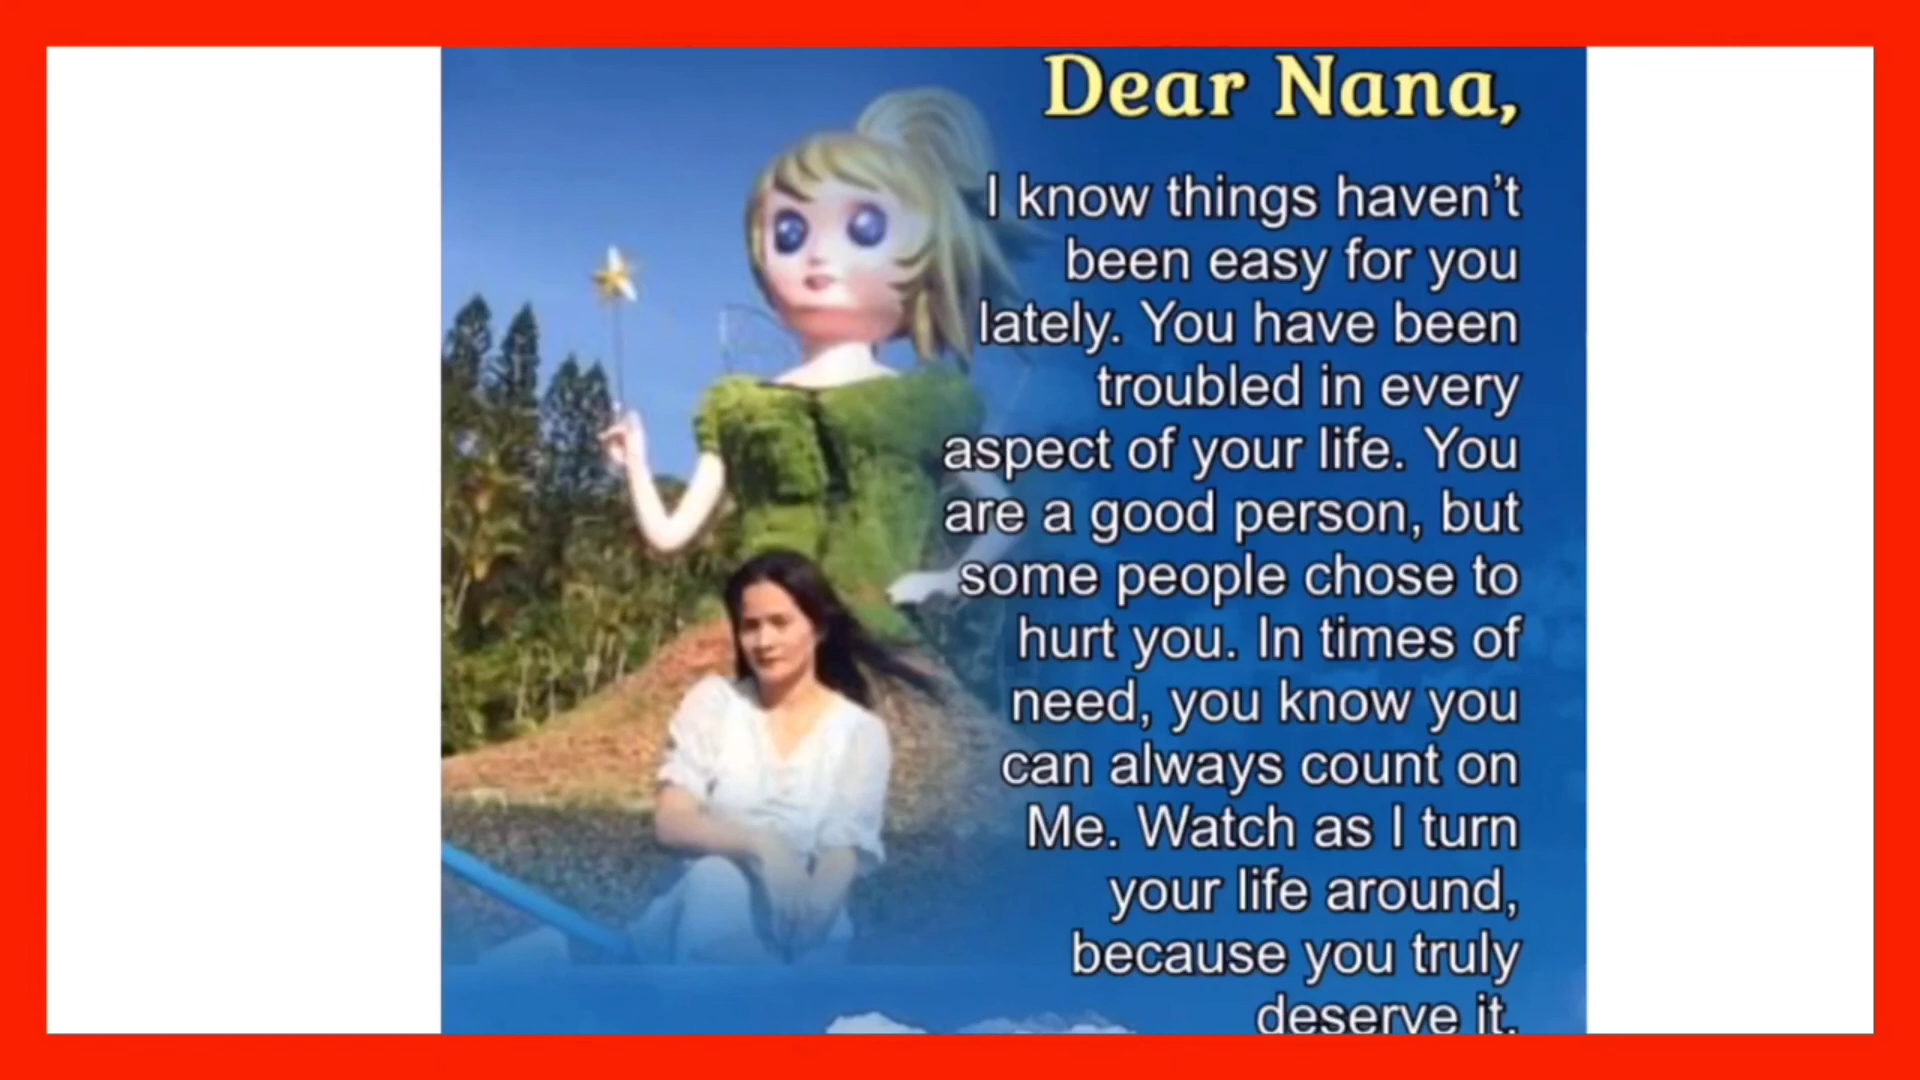 Dear Nana,
I know things haven't
been easy for you
lately. You have been
troubled in every
aspect of your life. You
are a good person, but
some people chose to
hurt you. In times of
need, you know you
can always count on
Me. Watch as I turn
your life around,
because you truly
deserve it.